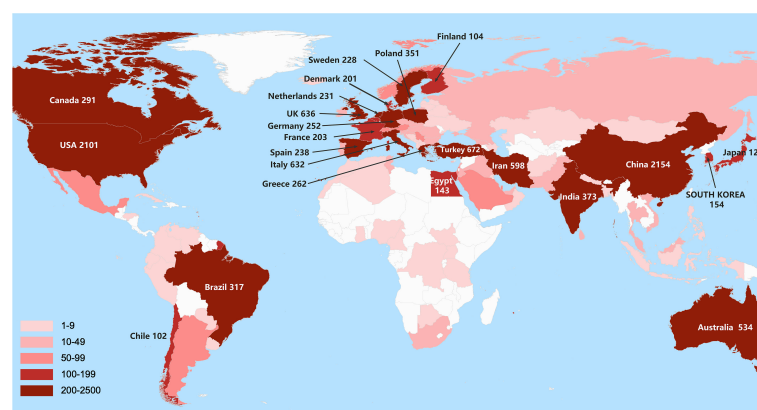 Finland 104
Poland 351
Sweden 228
Denmark 201
Canada 291
Netherlands 231
UK 636
Germany 252
France 203
USA 2101
Turkey 672
Spain 238
Italy 632
Iran 598
China 2154
Japan 12
Greece 262
Egypt
143
India 373
SOUTH KOREA
154
Brazil 317
Chile 102
Australia 534
1-9
10-49
50-99
100-199
200-2500